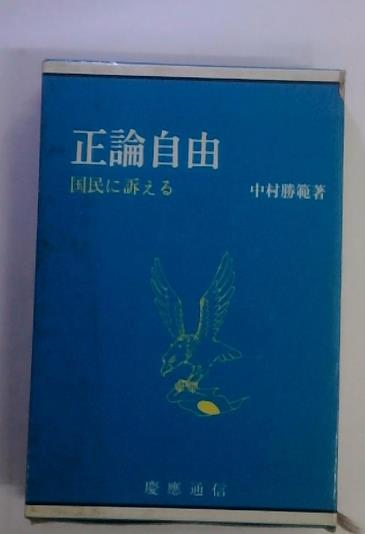 正論自由
国民に訴える
中村勝範著
慶應通信